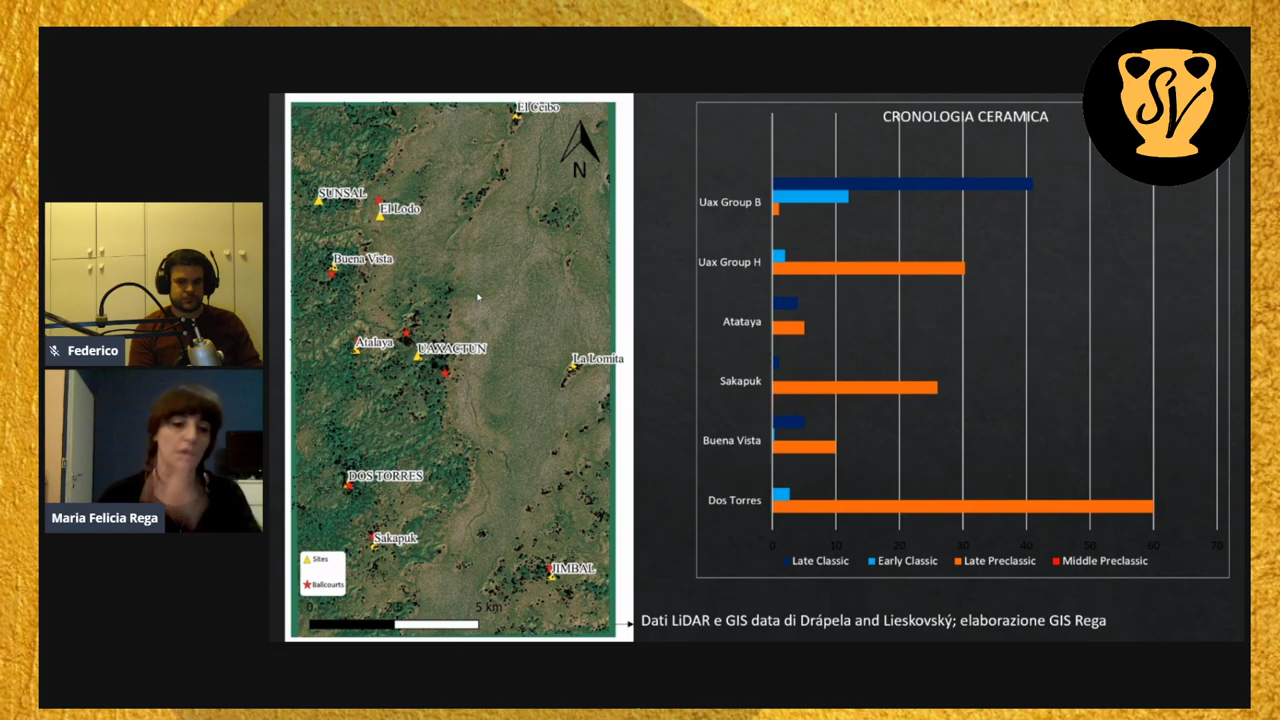 SV
Federico
Maria Felicia Rega
El Ceibo
N
SUNSAL
El Lodo
Buena Vista
Atalaya
UAXACTUN
La Lomita
DOS TORRES
Sakapuk
JIMBAL
Sites
Ballcourts
0 2.5 5 km
CRONOLOGIA CERAMICA
Uax Group B
Uax Group H
Atataya
Sakapuk
Buena Vista
Dos Torres
0 10 20 30 40 50 60 70
Late Classic Early Classic Late Preclassic Middle Preclassic
Dati LiDAR e GIS data di Drápela and Lieskovský; elaborazione GIS Rega